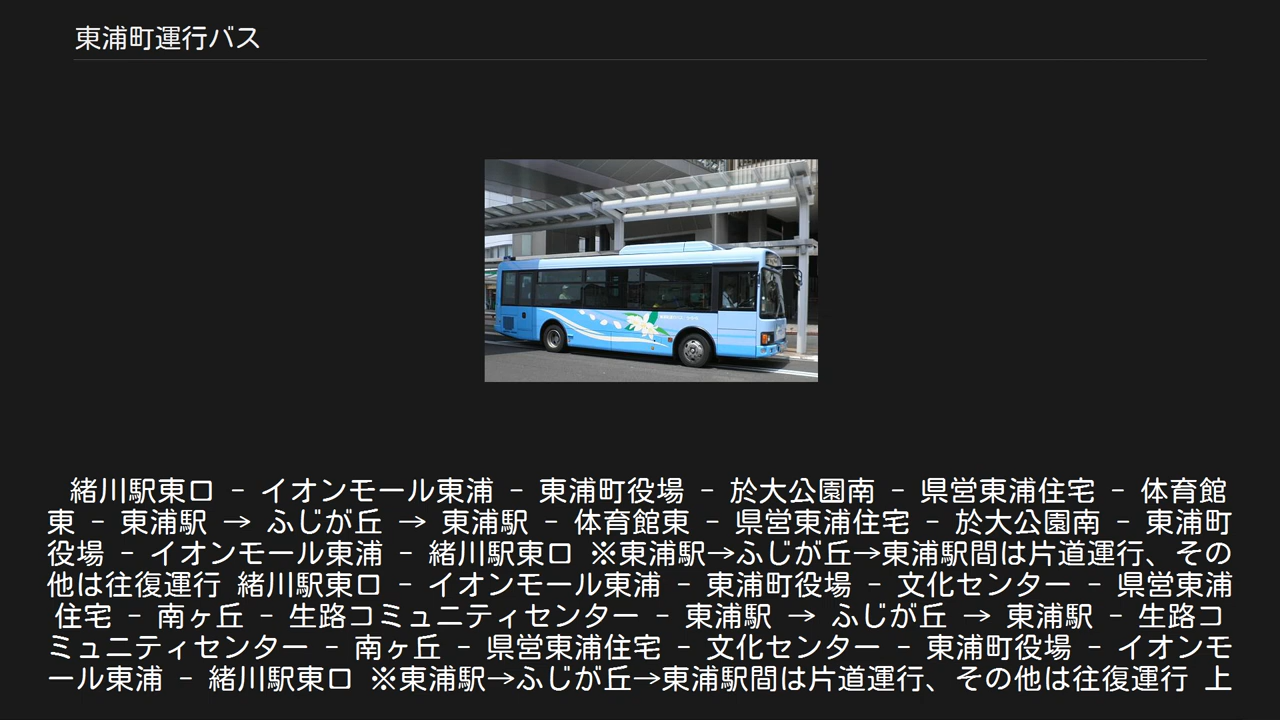 東浦町運行バス
緒川駅東口 - イオンモール東浦 - 東浦町役場 - 於大公園南 - 県営東浦住宅 - 体育館
東 - 東浦駅 → ふじが丘 → 東浦駅 - 体育館東 - 県営東浦住宅 - 於大公園南 - 東浦町
役場 - イオンモール東浦 - 緒川駅東口 ※東浦駅→ふじが丘→東浦駅間は片道運行、その
他は往復運行 緒川駅東口 - イオンモール東浦 - 東浦町役場 - 文化センター - 県営東浦
住宅 - 南ヶ丘 - 生路コミュニティセンター - 東浦駅 → ふじが丘 → 東浦駅 - 生路コ
ミュニティセンター - 南ヶ丘 - 県営東浦住宅 - 文化センター - 東浦町役場 - イオンモ
ール東浦 - 緒川駅東口 ※東浦駅→ふじが丘→東浦駅間は片道運行、その他は往復運行 上